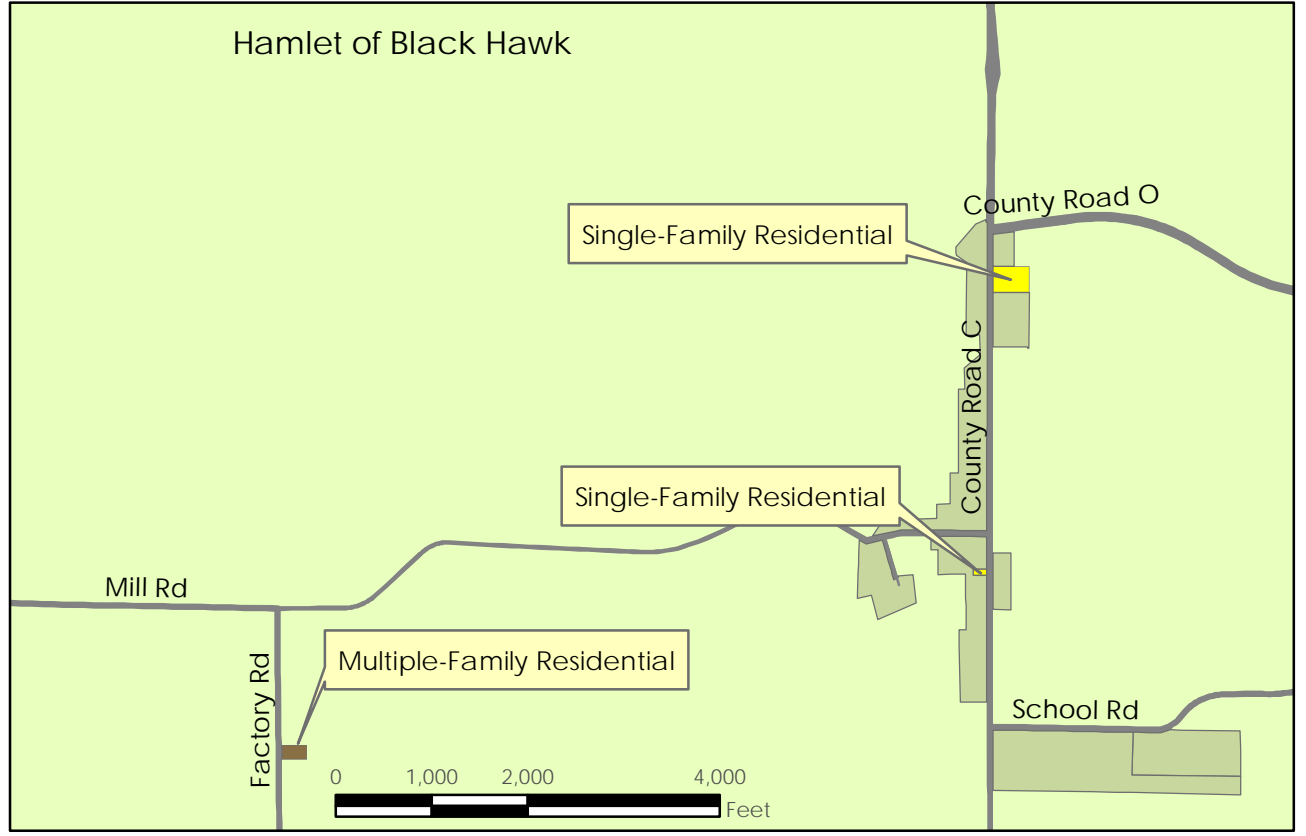 Hamlet of Black Hawk
County Road O
Single-Family Residential
County Road C
Single-Family Residential
Mill Rd
Multiple-Family Residential
Factory Rd
School Rd
0 1,000 2,000 4,000
Feet